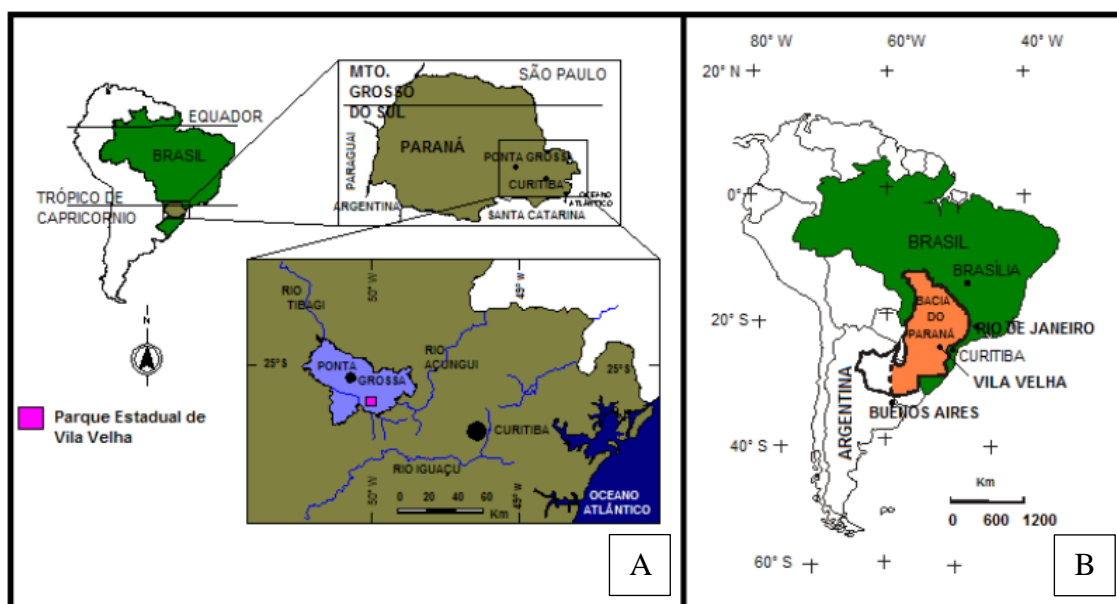 EQUADOR
BRASIL
TRÓPICO DE
CAPRICORNIO
N
Parque Estadual de
Vila Velha
MTO.
GROSSO
DO SUL
SÃO PAULO
PARANÁ
PARAGUAI
PONTA GROSSA
CURITIBA
OCEANO
ATLÂNTICO
ARGENTINA
SANTA CATARINA
50° W
49° W
RIO
TIBAGI
RIO
AÇUNGUI
25° S
25° S
PONTA
GROSSA
CURITIBA
RIO IGUAÇU
50° W
49° W
0 20 40 60
Km
OCEANO
ATLÂNTICO
A
80° W
60° W
40° W
20° N
0°
BRASIL
BRASÍLIA
BACIA
DO
PARANÁ
20° S
RIO DE JANEIRO
CURITIBA
VILA VELHA
ARGENTINA
BUENOS AIRES
40° S
Km
0 600 1200
60° S
B